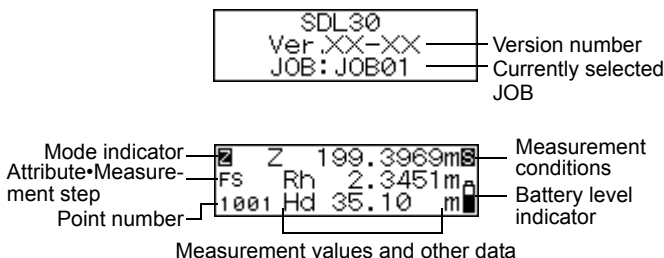 SDL30
Ver.XX-XX
JOB:JOB01
Version number
Currently selected
JOB
Mode indicator
Attribute•Measure-
ment step
Point number
Z Z 199.3969m S
FS Rh 2.3451m
1001 Hd 35.10 m
Measurement
conditions
Battery level
indicator
Measurement values and other data